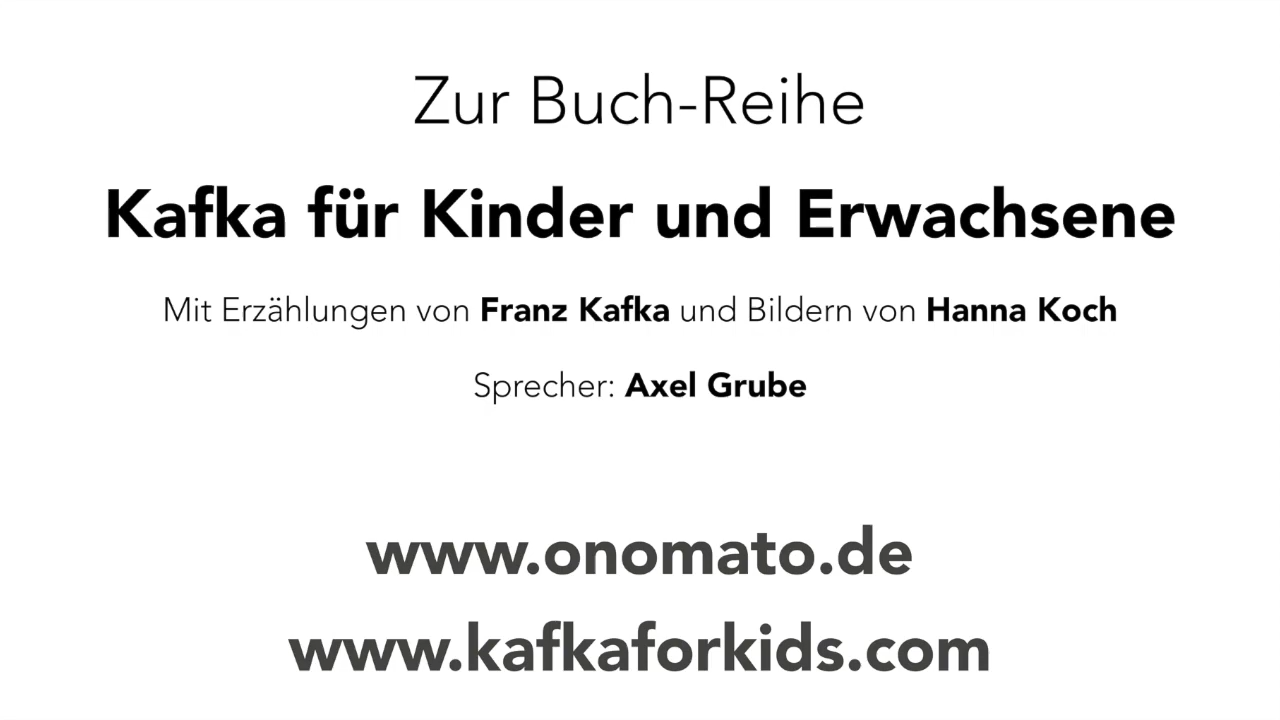 Zur Buch-Reihe
Kafka für Kinder und Erwachsene
Mit Erzählungen von Franz Kafka und Bildern von Hanna Koch
Sprecher: Axel Grube
www.onomato.de
www.kafkaforkids.com